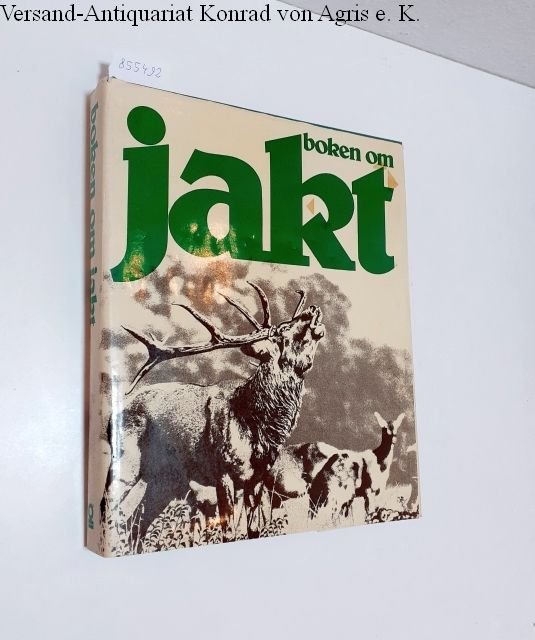 Versand-Antiquariat Konrad von Agris e. K.
855492
boken om
jakt
boken om jakt